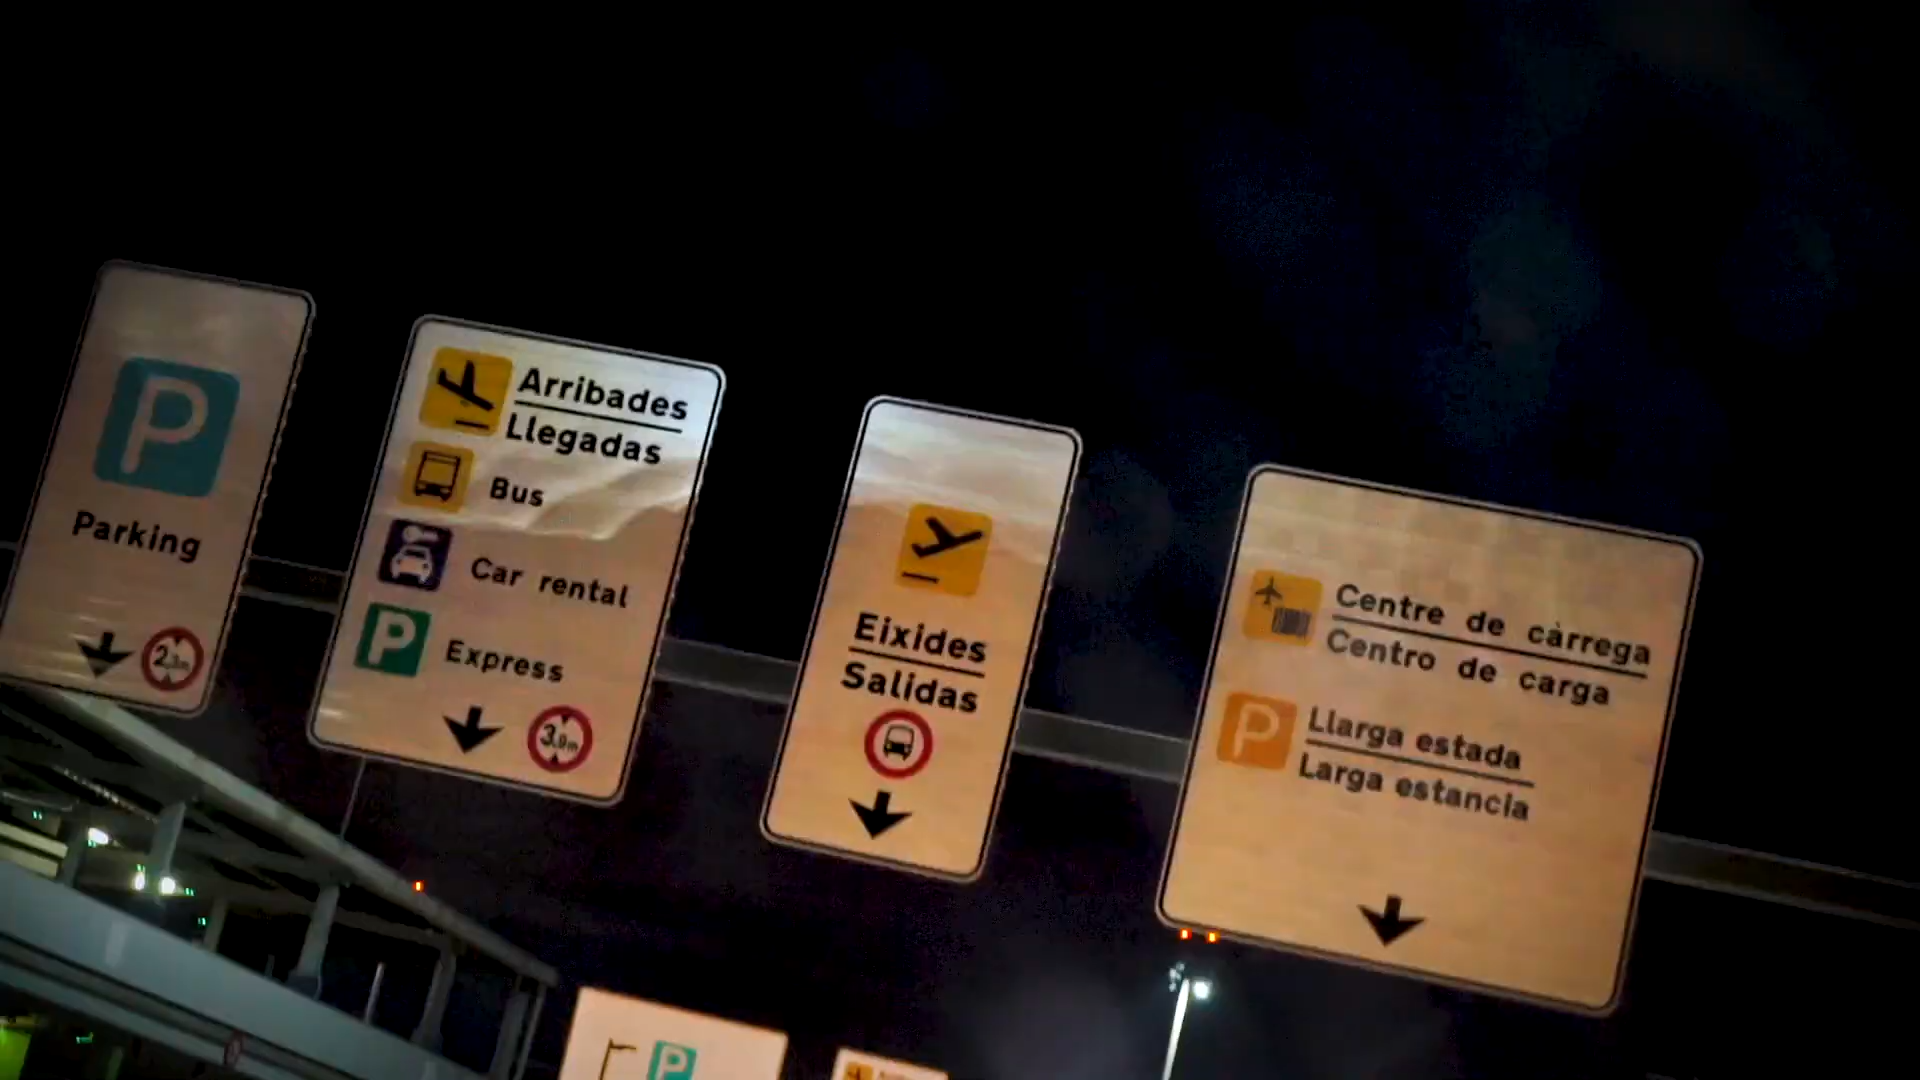 P
Parking
2,3m
Arribades
Llegadas
Bus
Car rental
P
Express
3,0m
Eixides
Salidas
Centre de càrrega
Centro de carga
P
Llarga estada
Larga estancia
P